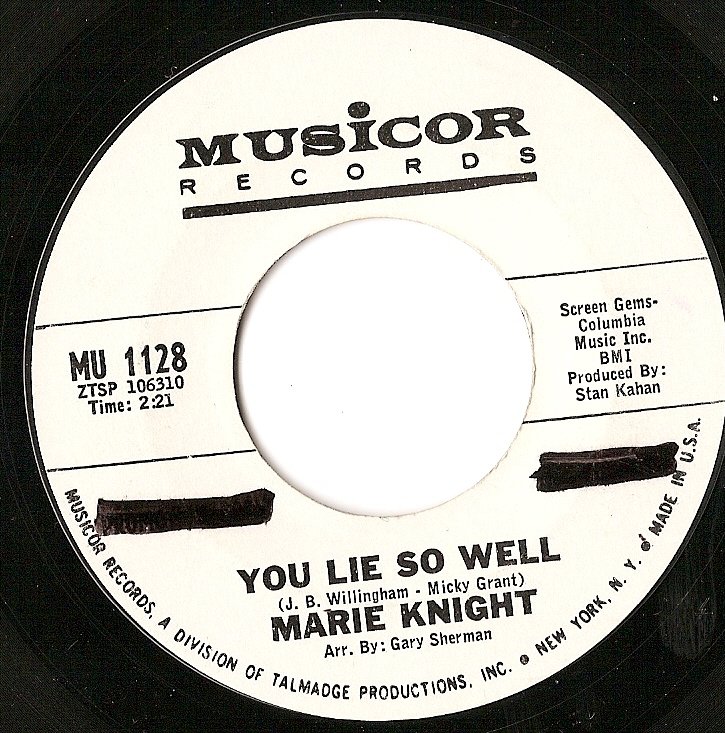 MUSiCOR
RECORDS
MU 1128
ZTSP 106310
Time: 2:21
Screen Gems-
Columbia
Music Inc.
BMI
Produced By:
Stan Kahan
YOU LIE SO WELL
(J. B. Willingham - Micky Grant)
MARIE KNIGHT
Arr. By: Gary Sherman
MUSICOR RECORDS, A DIVISION OF TALMADGE PRODUCTIONS, INC. • NEW YORK, N. Y. • MADE IN U.S.A.